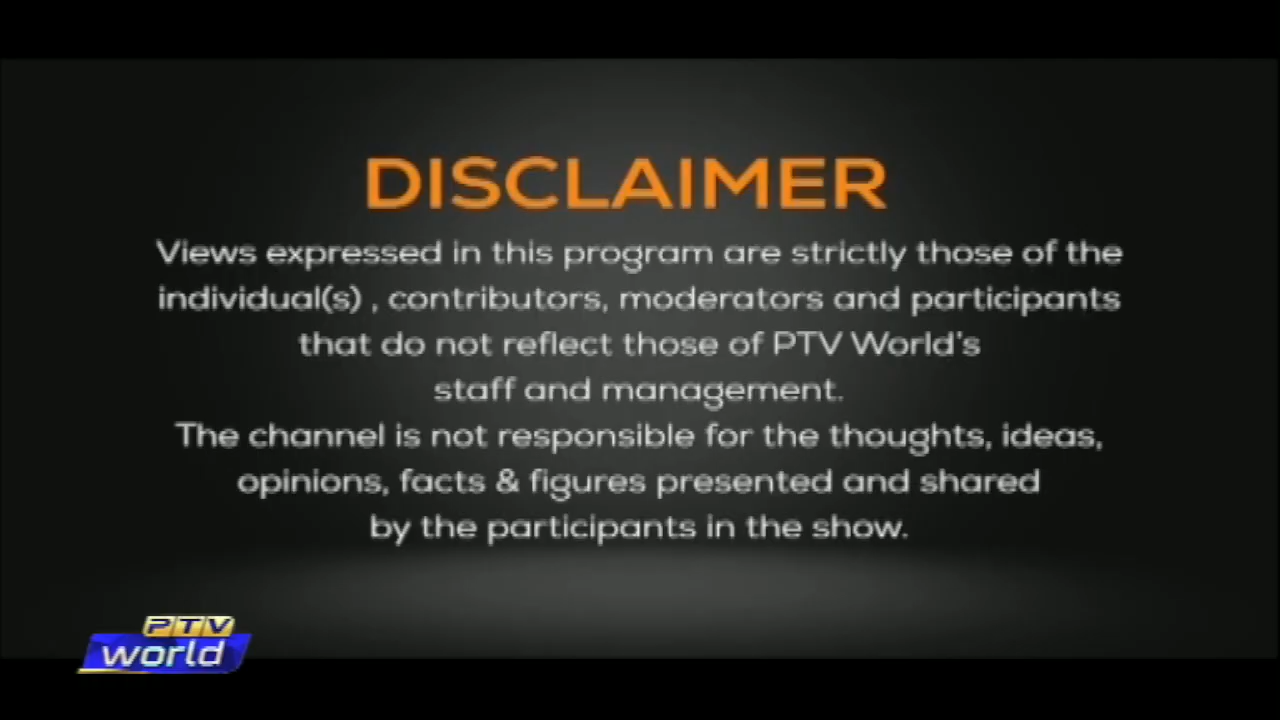 DISCLAIMER
Views expressed in this program are strictly those of the
individual(s) , contributors, moderators and participants
that do not reflect those of PTV World's
staff and management.
The channel is not responsible for the thoughts, ideas,
opinions, facts & figures presented and shared
by the participants in the show.
PTV
world